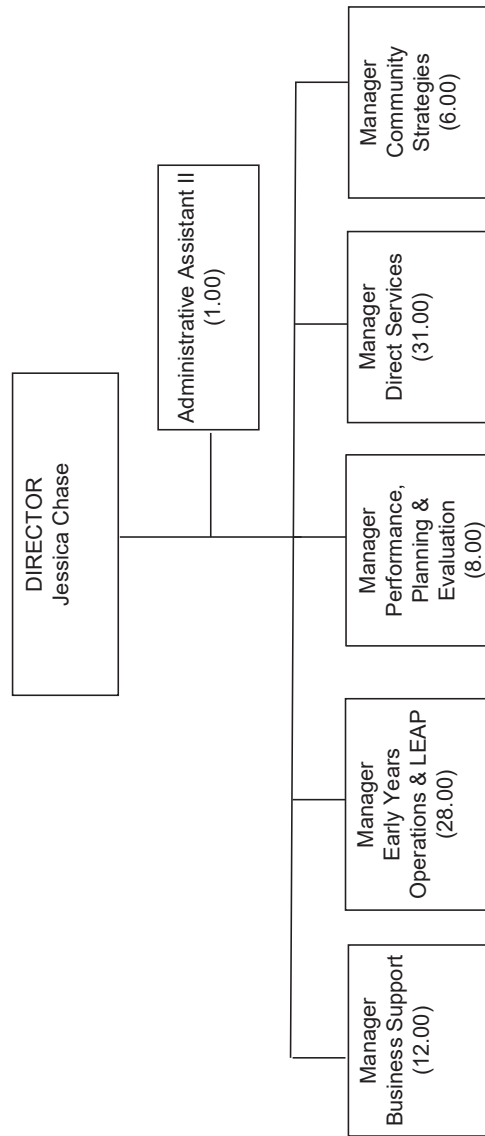 DIRECTOR
Jessica Chase
Administrative Assistant II
(1.00)
Manager
Business Support
(12.00)
Manager
Early Years
Operations & LEAP
(28.00)
Manager
Performance,
Planning &
Evaluation
(8.00)
Manager
Direct Services
(31.00)
Manager
Community
Strategies
(6.00)